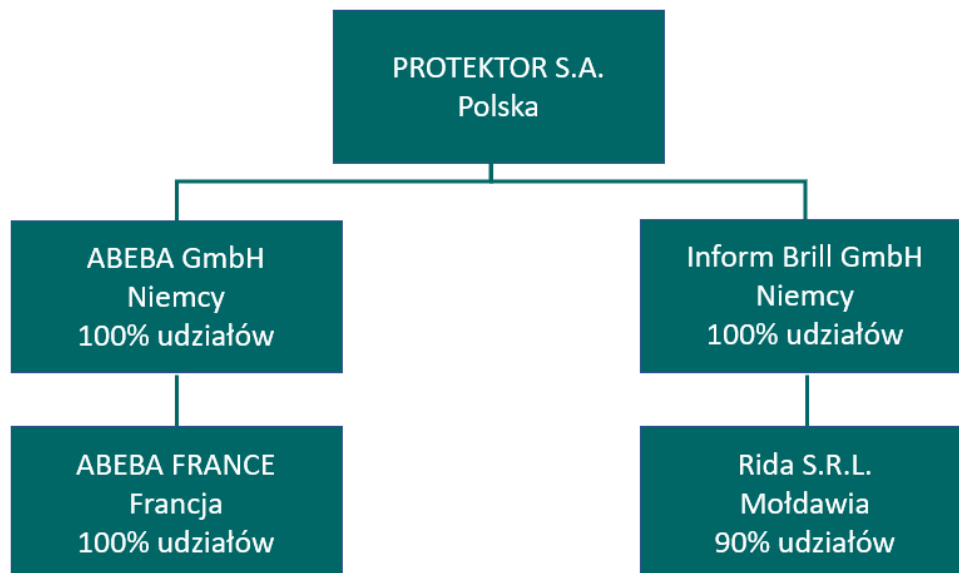 PROTEKTOR S.A.
Polska
ABEBA GmbH
Niemcy
100% udziałów
Inform Brill GmbH
Niemcy
100% udziałów
ABEBA FRANCE
Francja
100% udziałów
Rida S.R.L.
Mołdawia
90% udziałów